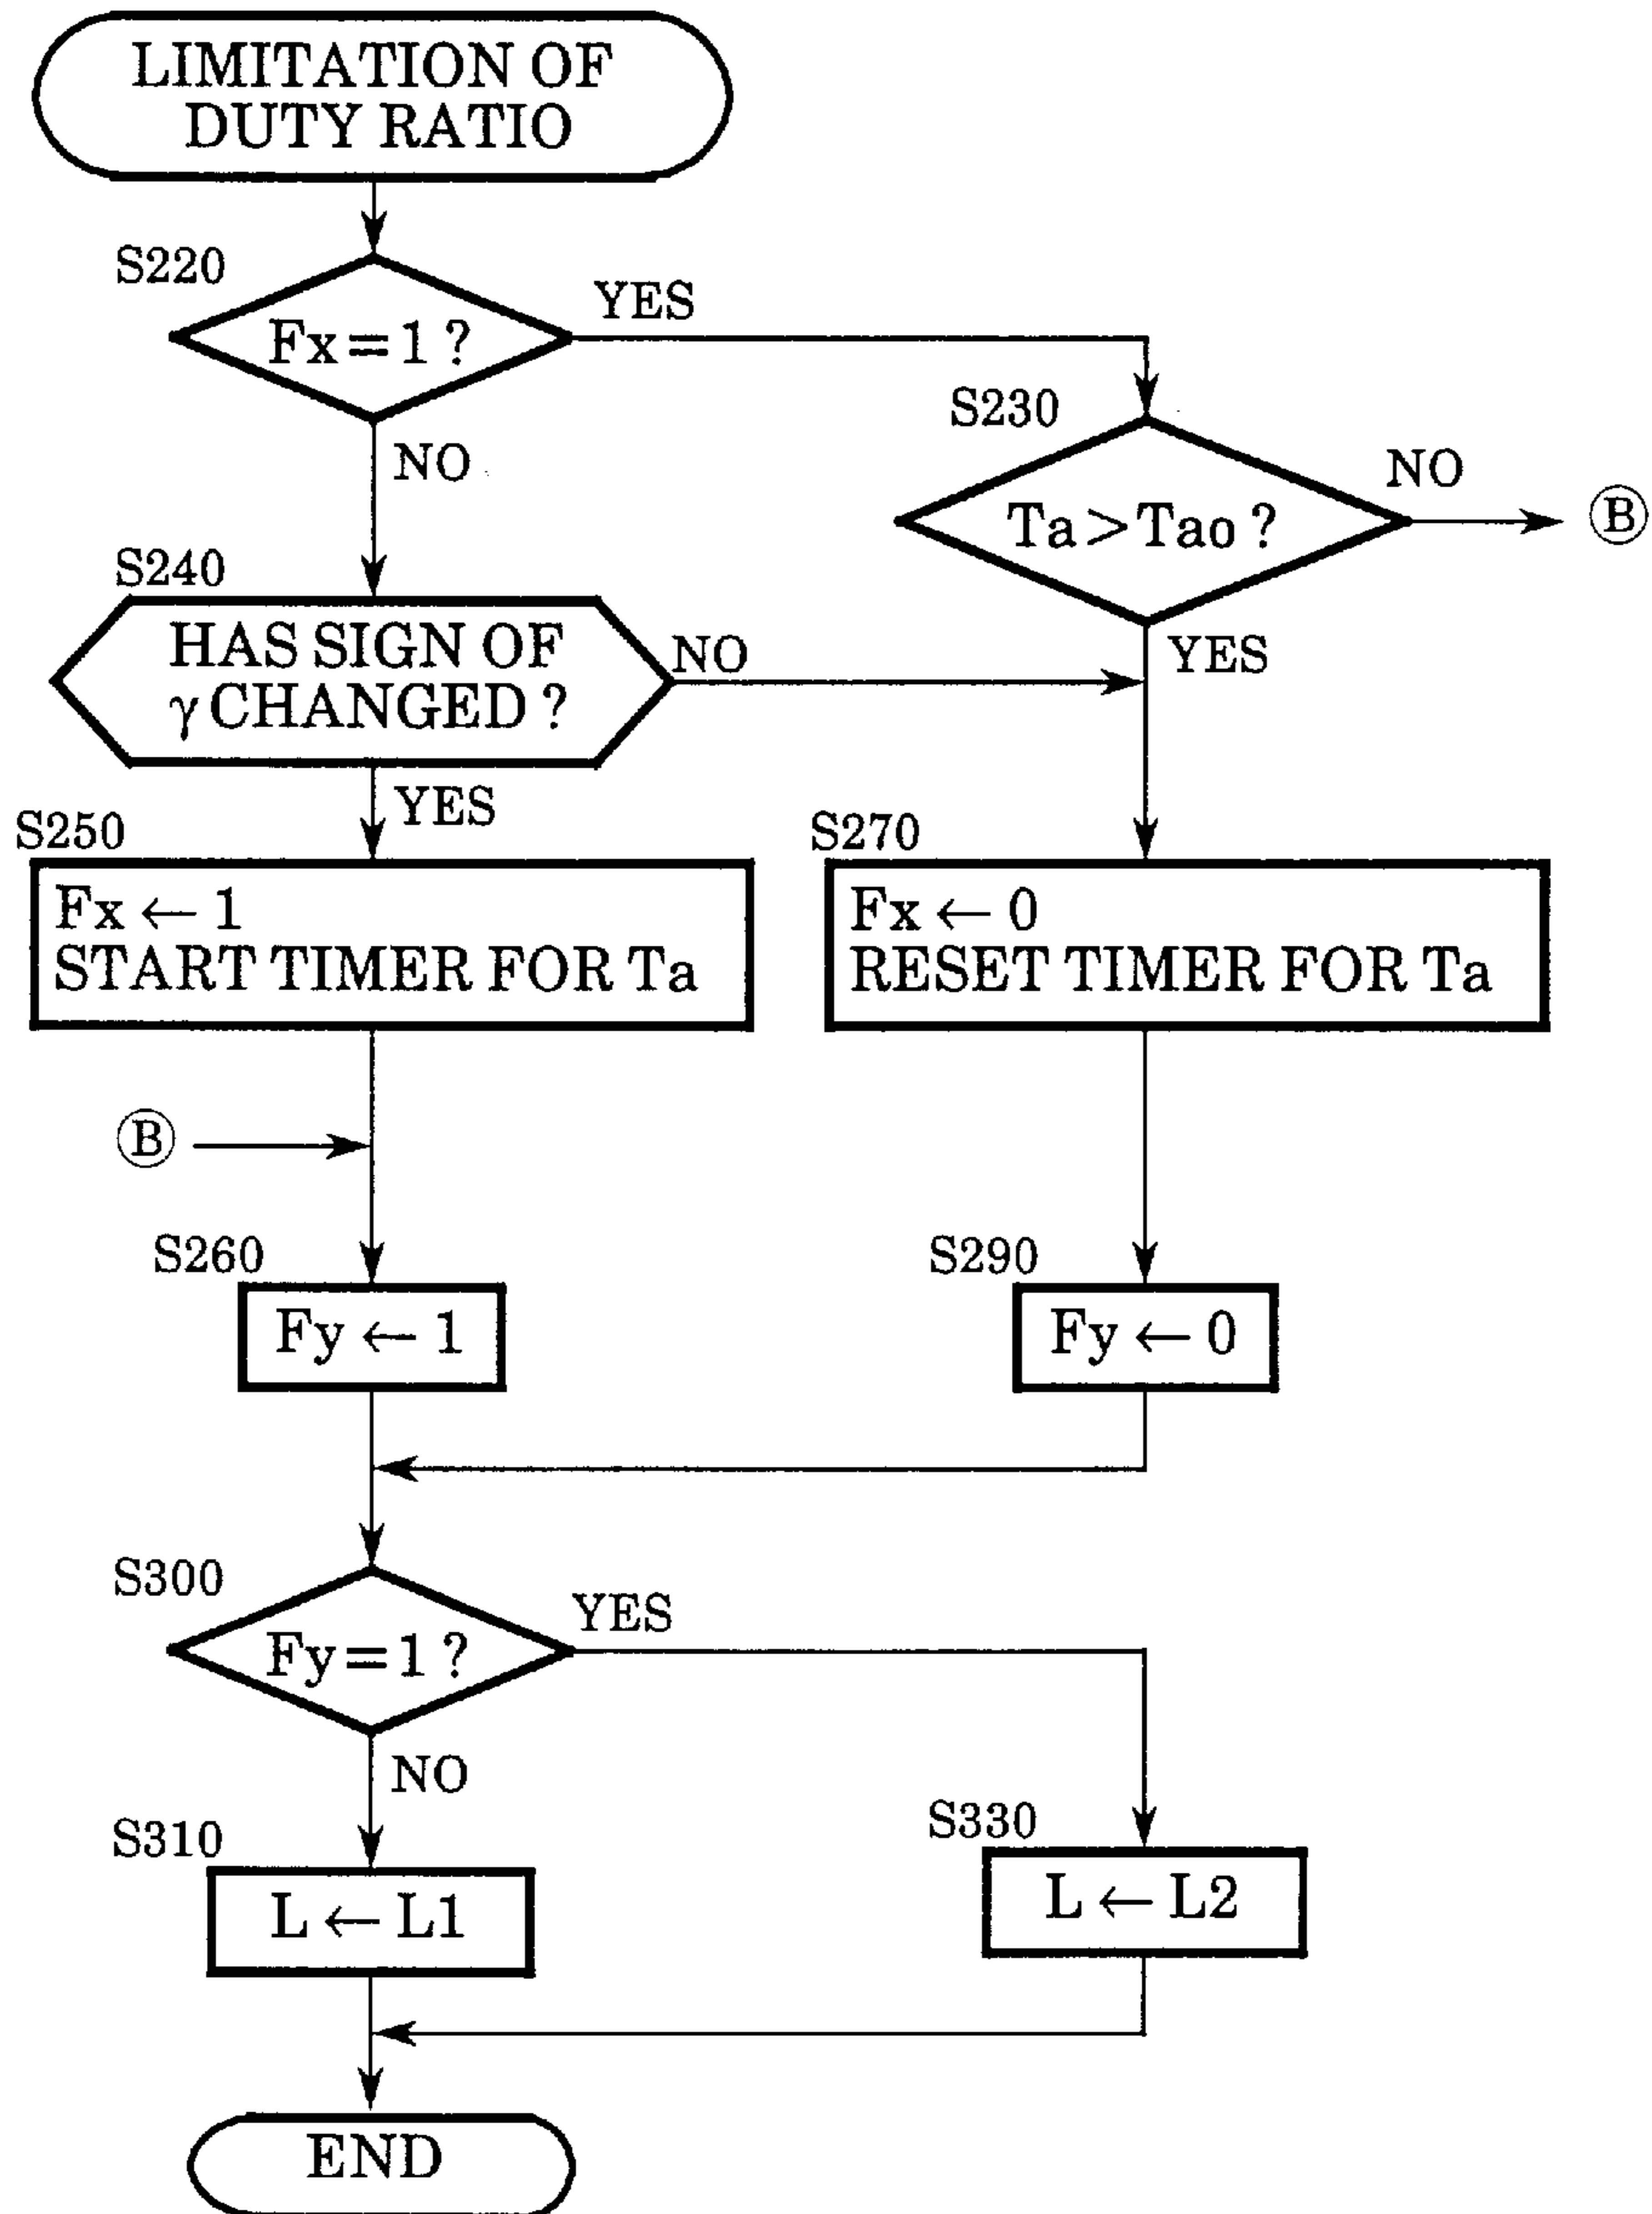 LIMITATION OF
DUTY RATIO
S220
Fx = 1 ?
YES
NO
S230
Ta > Tao ?
NO
B
YES
S240
HAS SIGN OF
γ CHANGED ?
NO
YES
S250
Fx ← 1
START TIMER FOR Ta
S270
Fx ← 0
RESET TIMER FOR Ta
B
S260
Fy ← 1
S290
Fy ← 0
S300
Fy = 1 ?
YES
NO
S310
L ← L1
S330
L ← L2
END